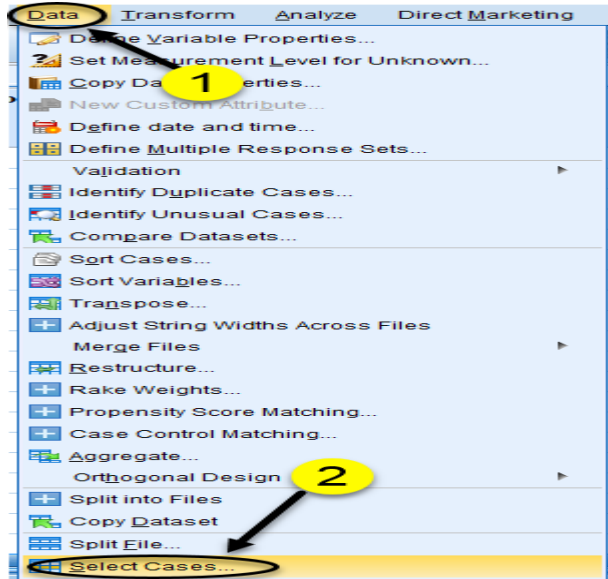 Data Transform Analyze Direct Marketing
Define Variable Properties...
Set Measurement Level for Unknown...
Copy Da erties...
1
New Custom Attribute...
Define date and time...
Define Multiple Response Sets...
Validation
Identify Duplicate Cases...
Identify Unusual Cases...
Compare Datasets...
Sort Cases...
Sort Variables...
Transpose...
Adjust String Widths Across Files
Merge Files
Restructure...
Rake Weights...
Propensity Score Matching...
Case Control Matching...
Aggregate...
Orthogonal Design
2
Split into Files
Copy Dataset
Split File...
Select Cases...